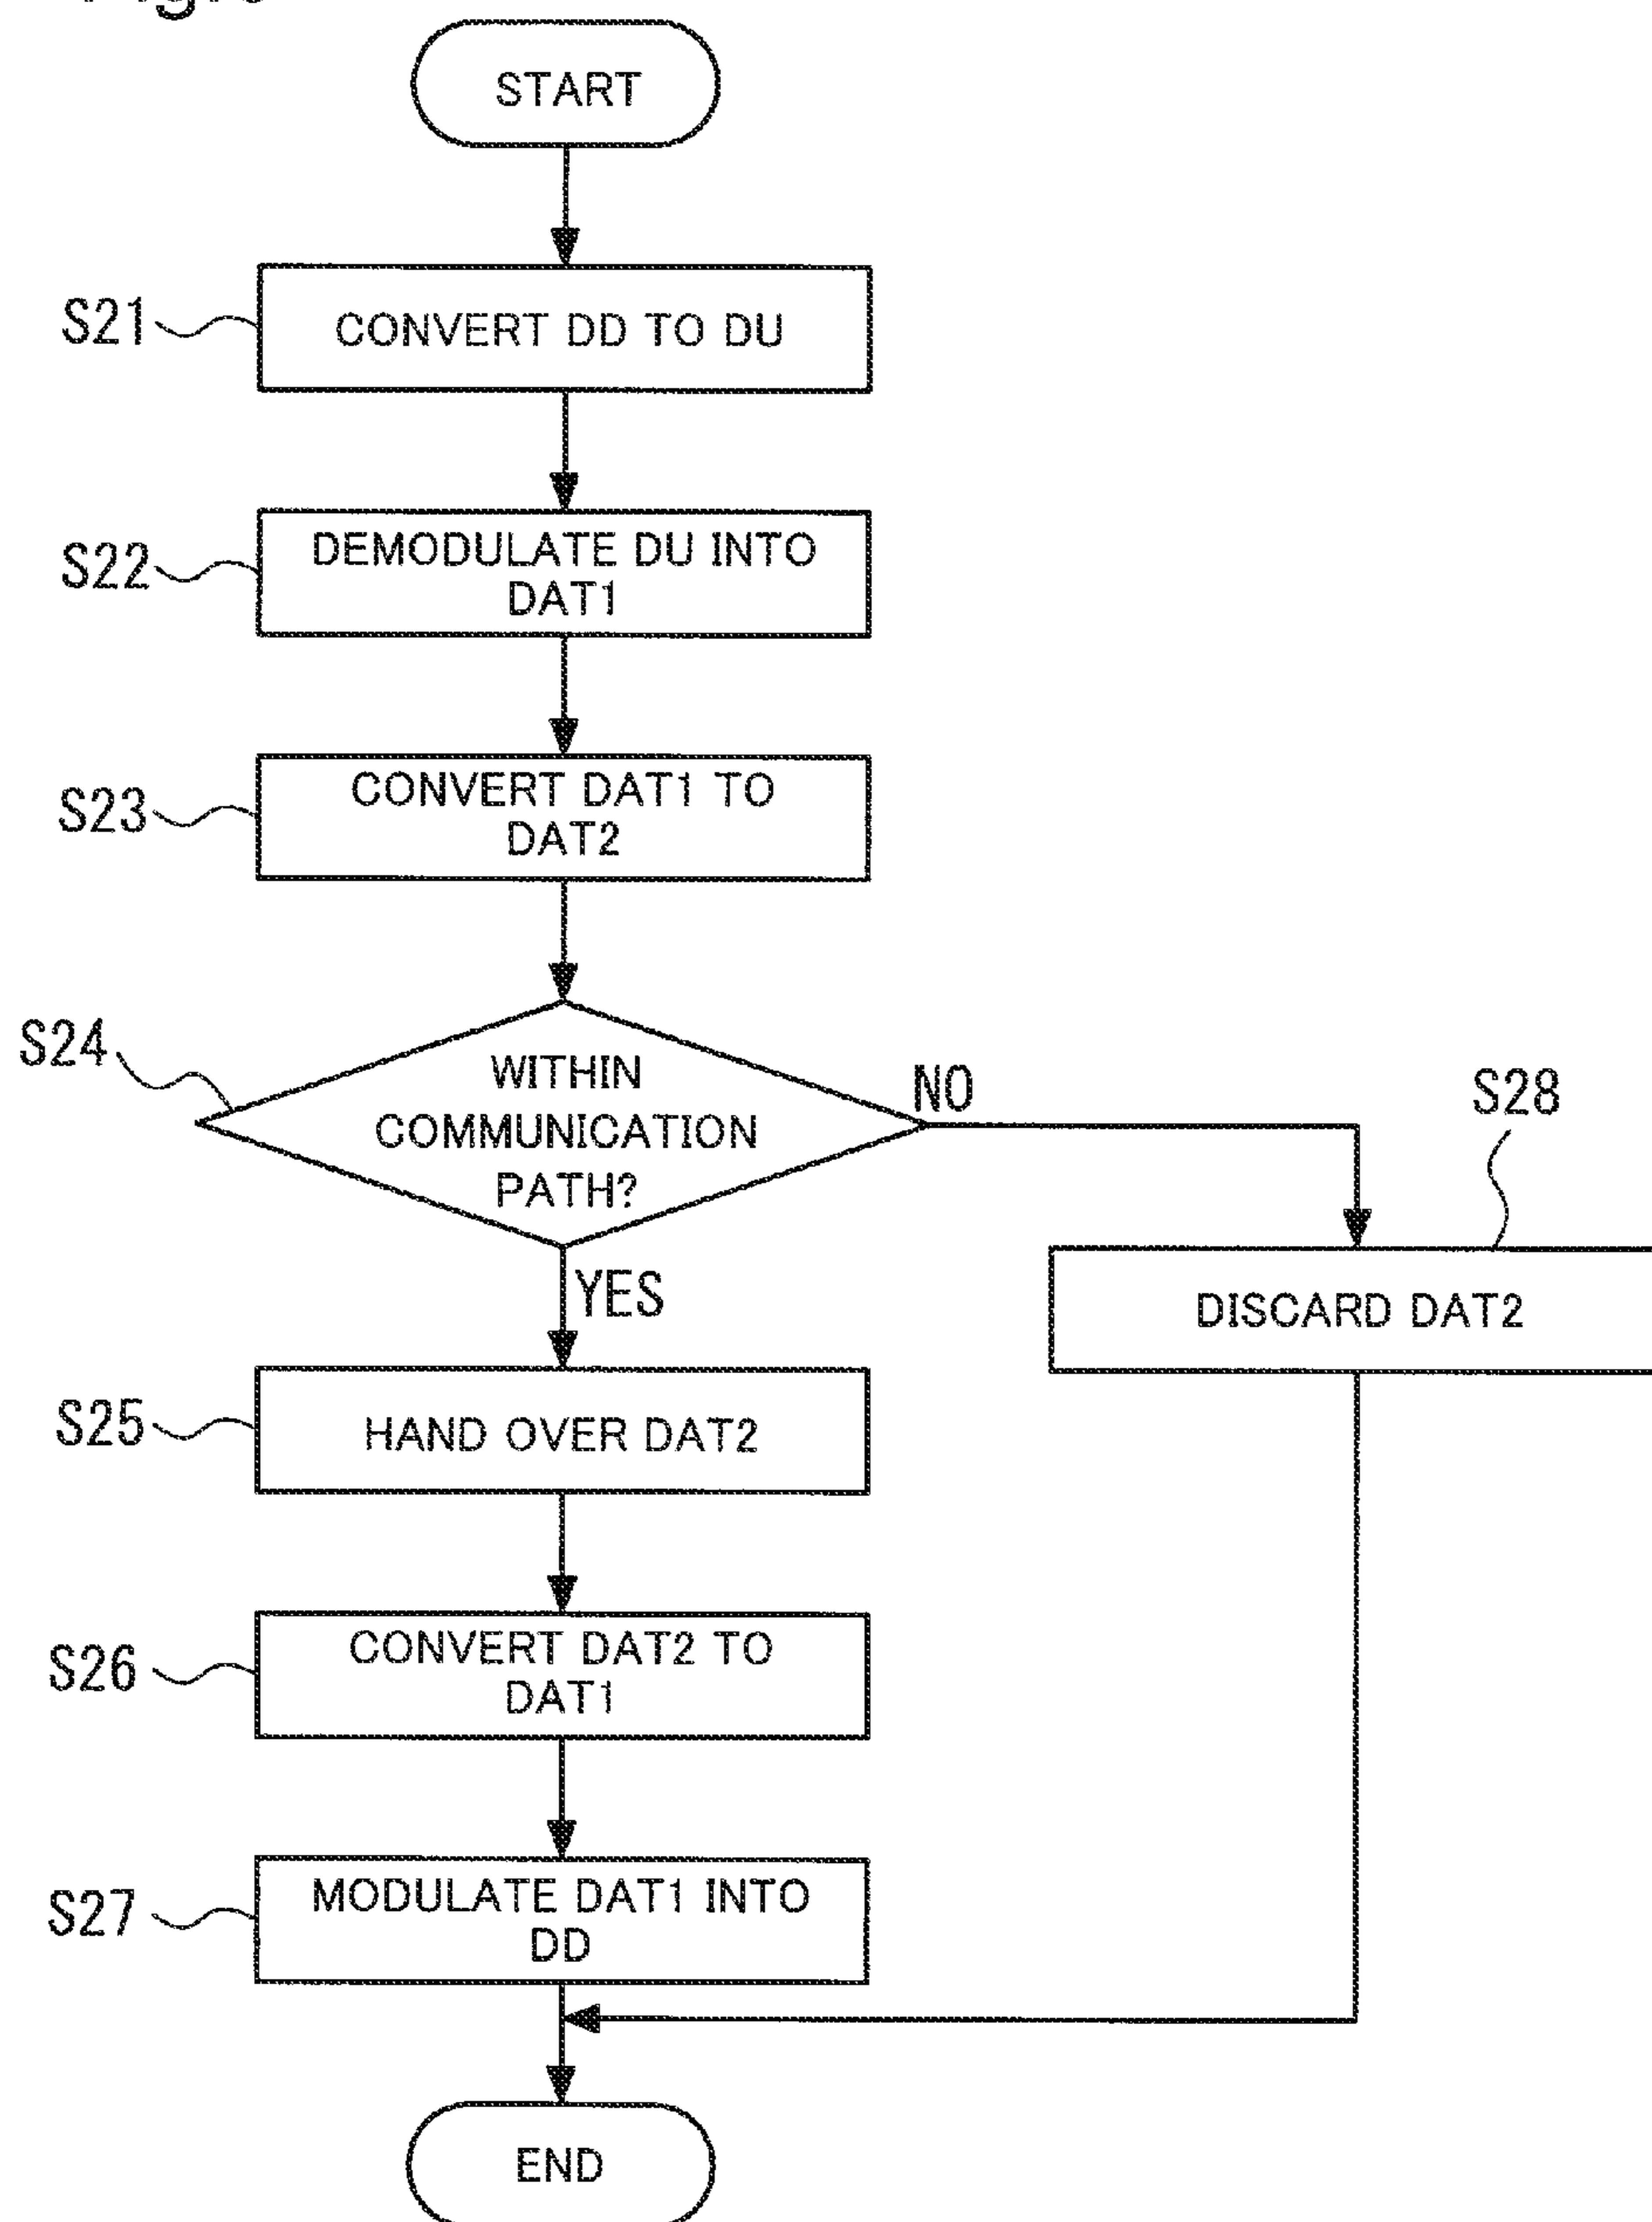 START
S21
CONVERT DD TO DU
S22
DEMODULATE DU INTO
DAT1
S23
CONVERT DAT1 TO
DAT2
S24
WITHIN
COMMUNICATION
PATH?
NO
S28
DISCARD DAT2
YES
S25
HAND OVER DAT2
S26
CONVERT DAT2 TO
DAT1
S27
MODULATE DAT1 INTO
DD
END